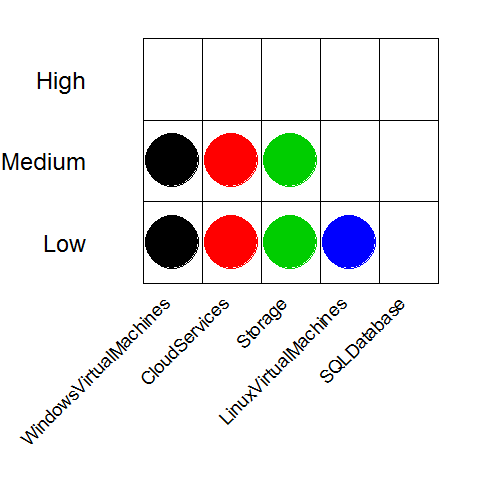 High
Medium
Low
WindowsVirtualMachines
CloudServices
Storage
LinuxVirtualMachines
SQLDatabase